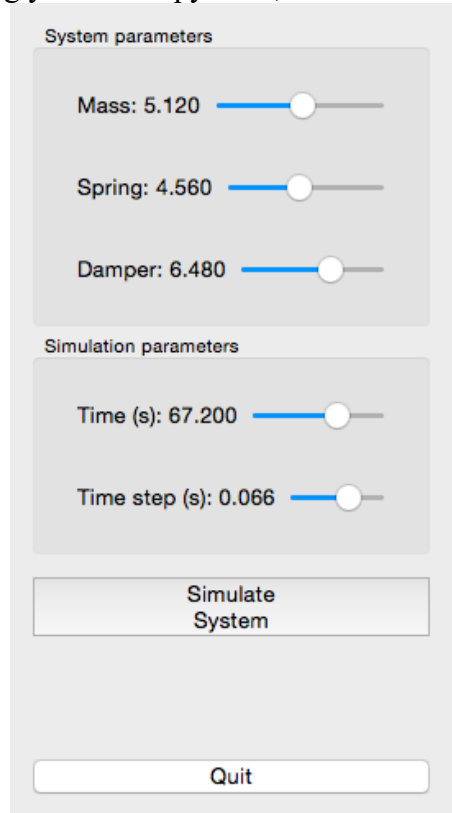 System parameters
Mass: 5.120
Spring: 4.560
Damper: 6.480
Simulation parameters
Time (s): 67.200
Time step (s): 0.066
Simulate
System
Quit